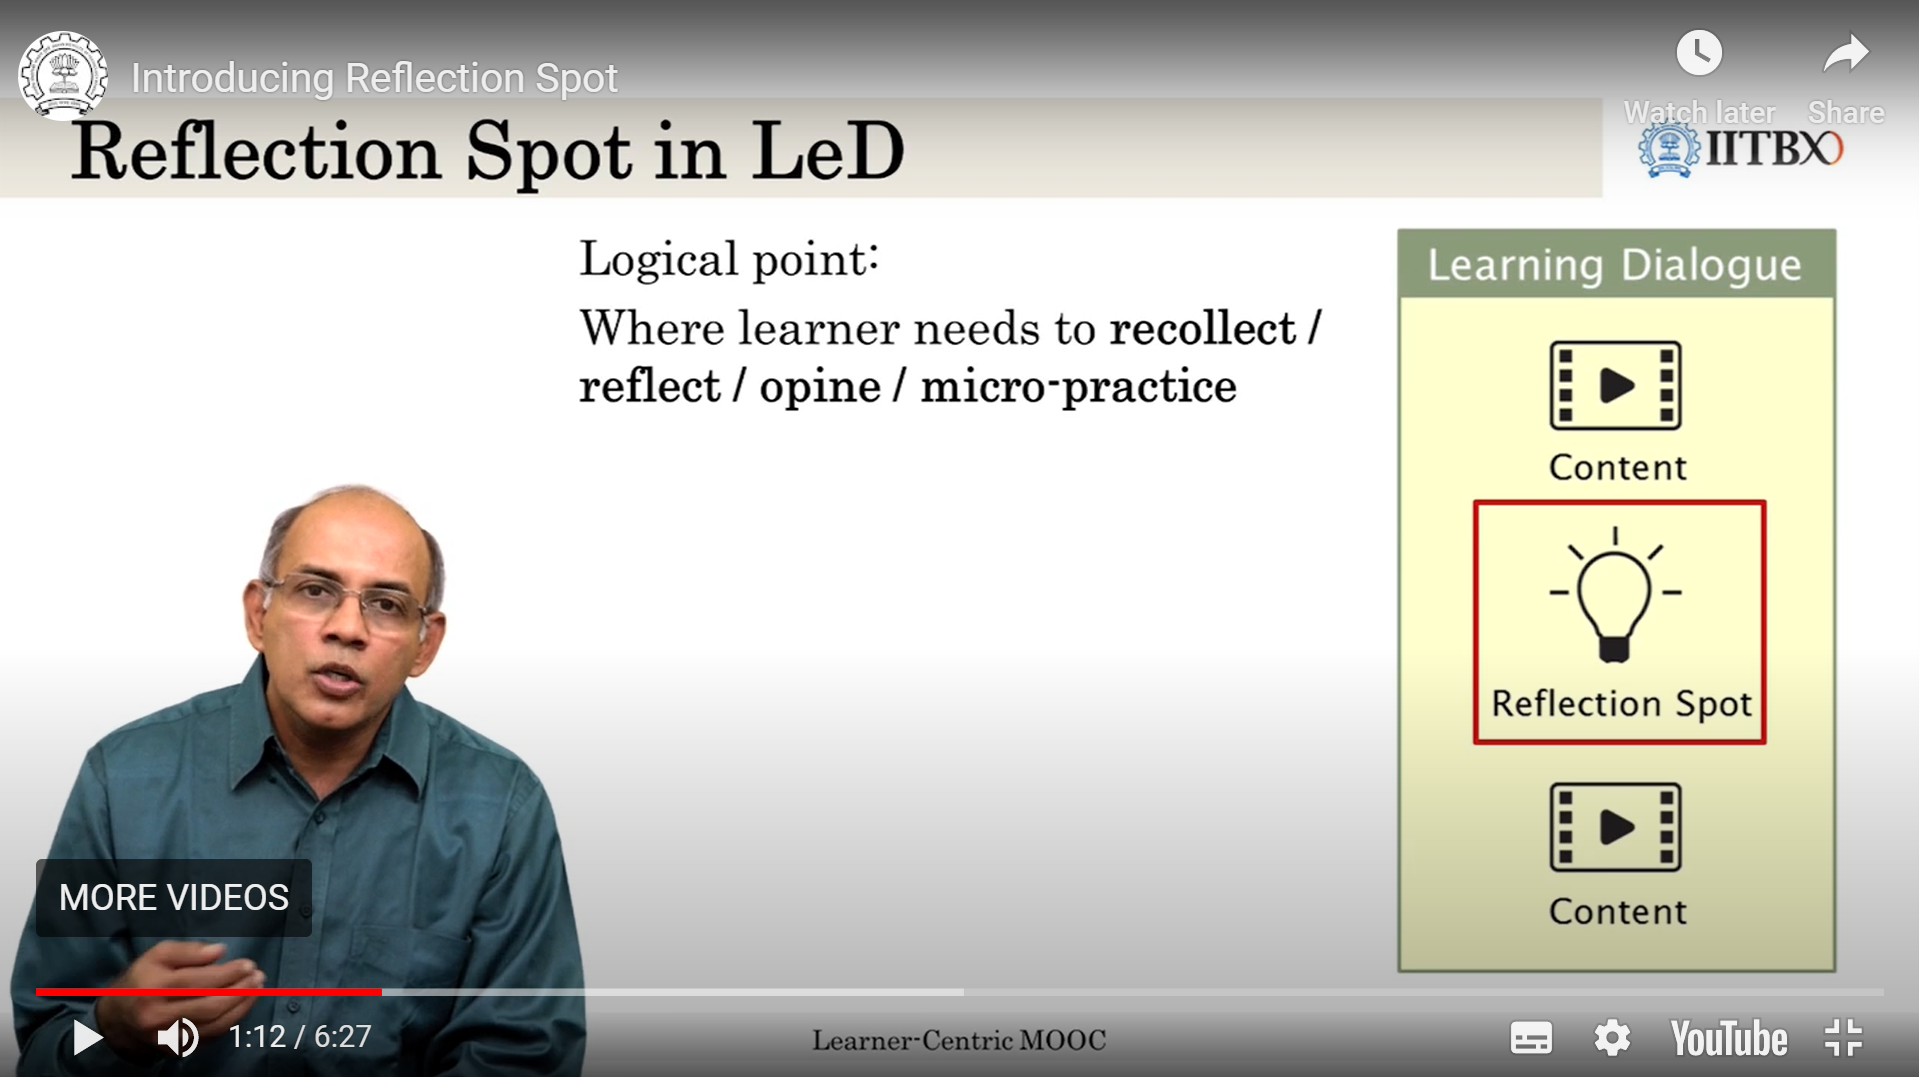 Introducing Reflection Spot
Watch later
Share
Reflection Spot in LeD
IITBX
Logical point:
Where learner needs to recollect /
reflect / opine / micro-practice
Learning Dialogue
Content
Reflection Spot
Content
MORE VIDEOS
1:12 / 6:27
Learner-Centric MOOC
YouTube